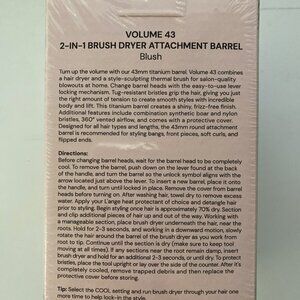 VOLUME 43
2-IN-1 BRUSH DRYER ATTACHMENT BARREL
Blush
Turn up the volume with our 43mm titanium barrel. Volume 43 combines
a hair dryer and a style-sculpting thermal brush for salon-quality
blowouts at home. Change barrel heads with the easy-to-use lever
locking mechanism. Tug-resistant bristles grip the hair, giving you just
the right amount of tension to create smooth styles with incredible
body and lift. This titanium barrel creates a shiny, frizz-free finish.
Additional features include combination synthetic boar and nylon
bristles, 360° vented airflow, and comes with a protective cover.
Designed for all hair types and lengths, the 43mm round attachment
barrel is recommended for styling bangs, front pieces, soft curls, and
flipped ends.
Directions:
Before changing barrel heads, wait for the barrel head to be completely
cool. To remove the barrel, push down on the lever found at the back
of the handle, and turn the barrel so the unlock symbol aligns with the
arrow located just above the lever. To insert a new barrel, place it onto
the handle, and turn until locked in place. Remove the cover from barrel
heads before turning on. After washing hair, towel dry to remove excess
water. Apply your L'ange heat protectant of choice and detangle hair
prior to styling. Begin styling once hair is approximately 70% dry. Section
and clip additional pieces of hair up and out of the way. Working with
a manageable section, place brush dryer underneath the hair, near the
roots. Hold for 2-3 seconds, and working in a downward motion, slowly
rotate the hair around the barrel of the brush dryer as you work from
root to tip. Continue until the section is dry (make sure to keep tool
moving at all times). If any sections near the root remain damp, insert
brush dryer and hold for an additional 2-3 seconds, or until dry. To protect
bristles, place the tool upright or lay over the side of the counter. After it's
completely cooled, remove trapped debris and then replace the
protective cover before storing.
Tip: Select the COOL setting and run brush dryer through your hair one
more time to help lock-in the style.